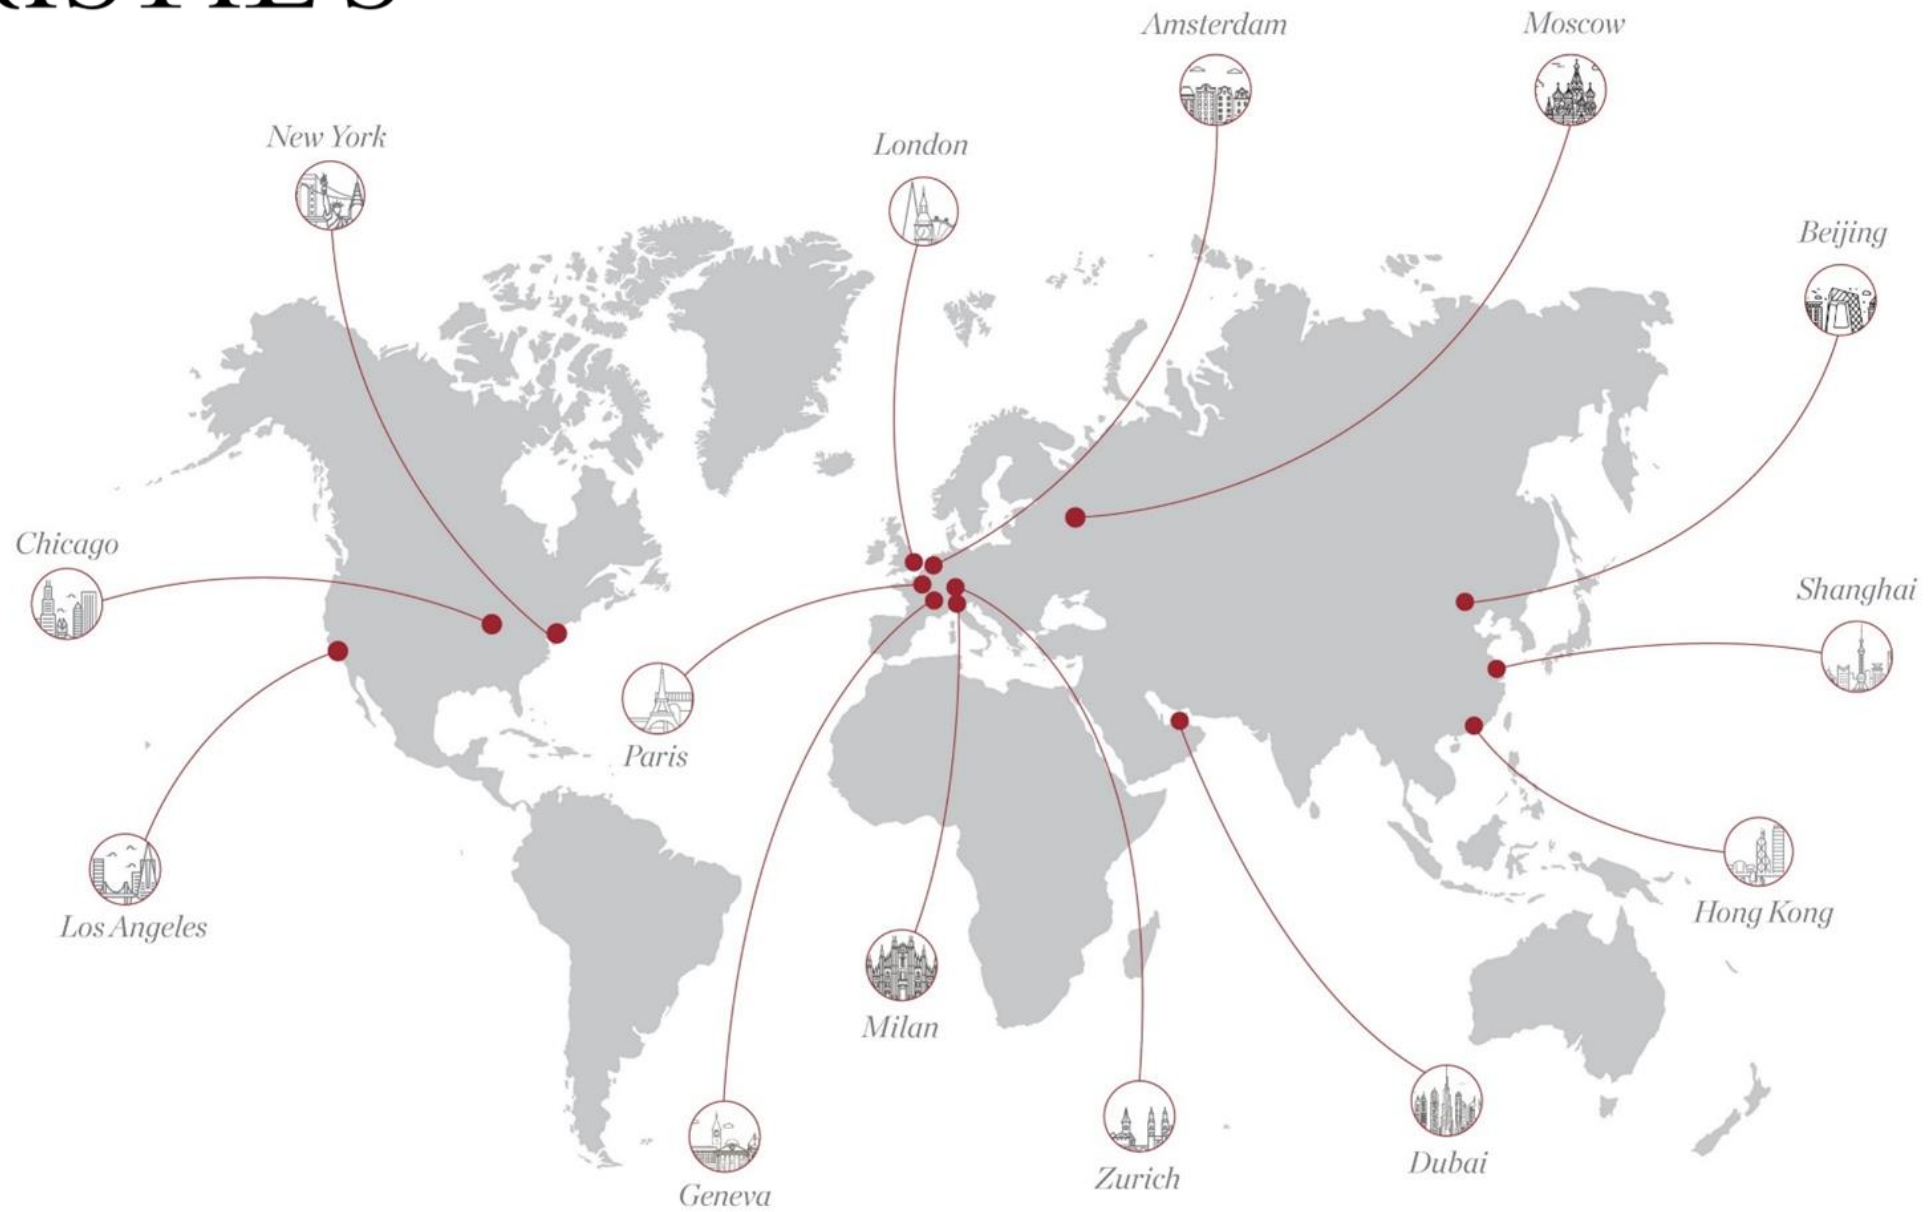 Amsterdam
Moscow
New York
London
Beijing
Chicago
Shanghai
Paris
Los Angeles
Hong Kong
Milan
Dubai
Zurich
Geneva